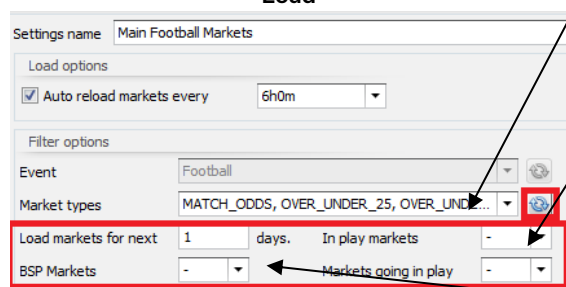 Load
Settings name Main Football Markets
Load options
Auto reload markets every 6h0m
Filter options
Event Football
Market types MATCH_ODDS, OVER_UNDER_25, OVER_UNDE...
Load markets for next 1 days. In play markets -
BSP Markets - Markets going in play -